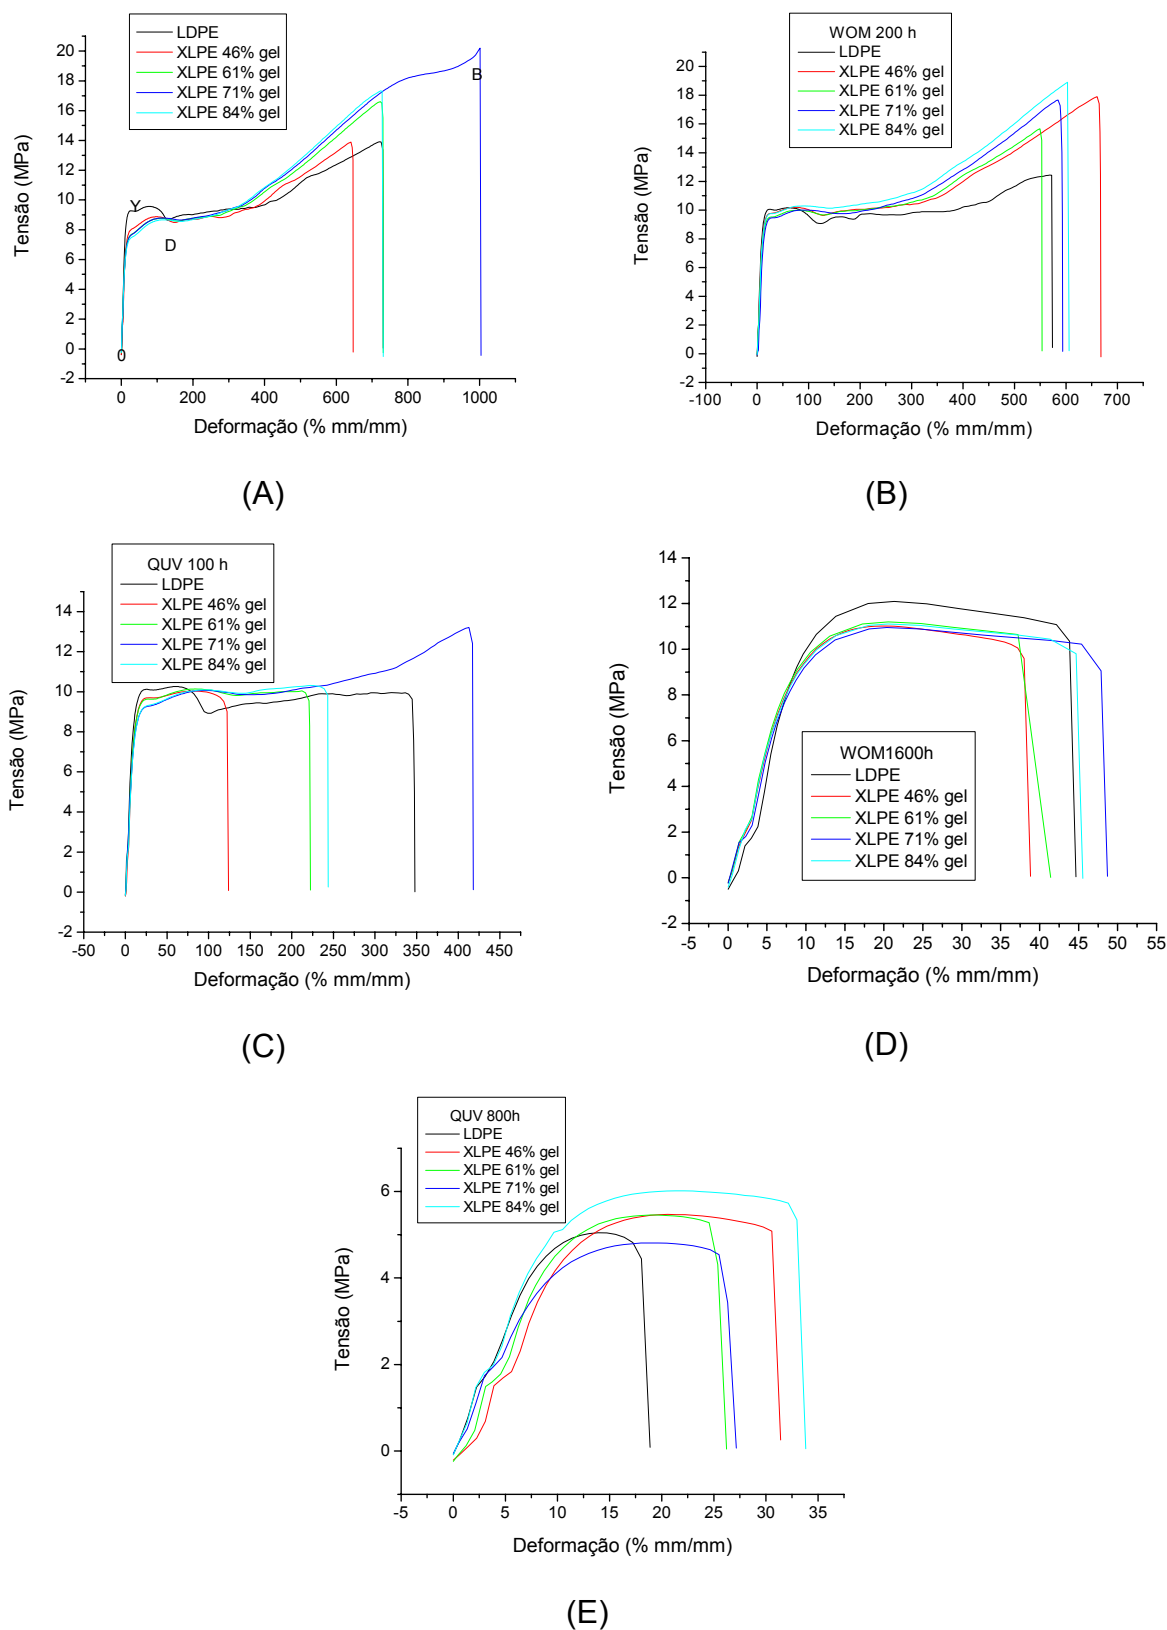 LDPE
XLPE 46% gel
XLPE 61% gel
XLPE 71% gel
XLPE 84% gel
20
18
16
14
12
10
8
6
4
2
0
-2
Tensão (MPa)
Y
D
B
0
0 200 400 600 800 1000
Deformação (% mm/mm)
(A)
WOM 200 h
LDPE
XLPE 46% gel
XLPE 61% gel
XLPE 71% gel
XLPE 84% gel
20
18
16
14
12
10
8
6
4
2
0
-2
Tensão (MPa)
-100 0 100 200 300 400 500 600 700
Deformação (% mm/mm)
(B)
QUV 100 h
LDPE
XLPE 46% gel
XLPE 61% gel
XLPE 71% gel
XLPE 84% gel
14
12
10
8
6
4
2
0
-2
Tensão (MPa)
-50 0 50 100 150 200 250 300 350 400 450
Deformação (% mm/mm)
(C)
14
12
10
8
6
4
2
0
-2
Tensão (MPa)
WOM1600h
LDPE
XLPE 46% gel
XLPE 61% gel
XLPE 71% gel
XLPE 84% gel
-5 0 5 10 15 20 25 30 35 40 45 50 55
Deformação (% mm/mm)
(D)
QUV 800h
LDPE
XLPE 46% gel
XLPE 61% gel
XLPE 71% gel
XLPE 84% gel
6
4
2
0
Tensão (MPa)
-5 0 5 10 15 20 25 30 35
Deformação (% mm/mm)
(E)